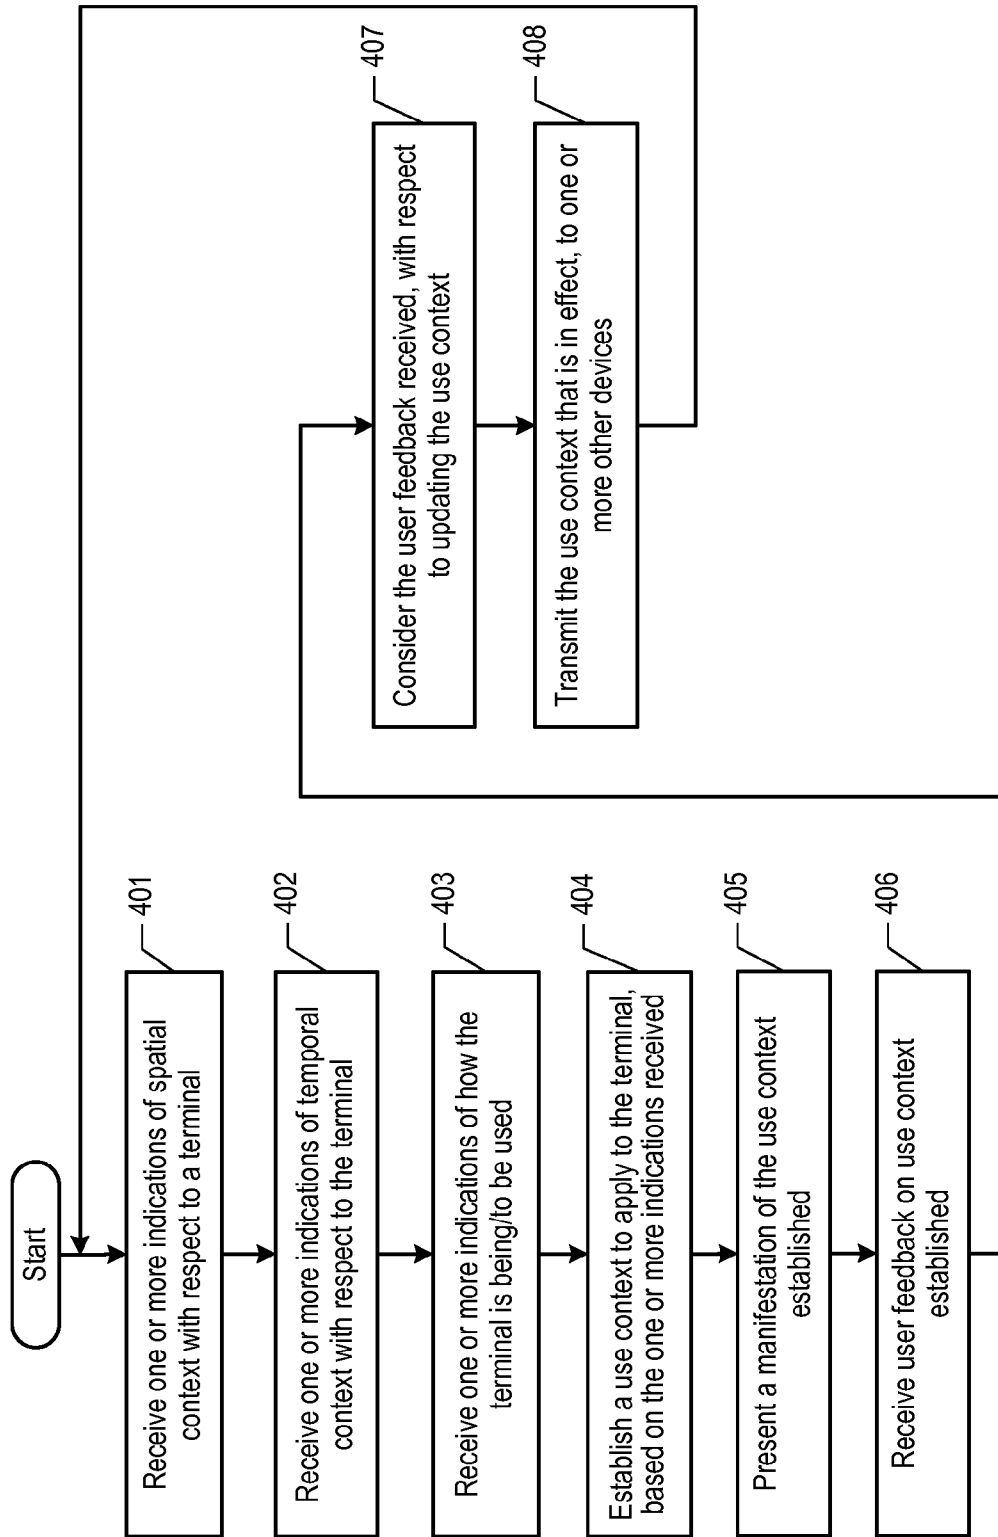 Start
Receive one or more indications of spatial
context with respect to a terminal
401
Receive one or more indications of temporal
context with respect to the terminal
402
Receive one or more indications of how the
terminal is being/to be used
403
Establish a use context to apply to the terminal,
based on the one or more indications received
404
Present a manifestation of the use context
established
405
Receive user feedback on use context
established
406
Consider the user feedback received, with respect
to updating the use context
407
Transmit the use context that is in effect, to one or
more other devices
408